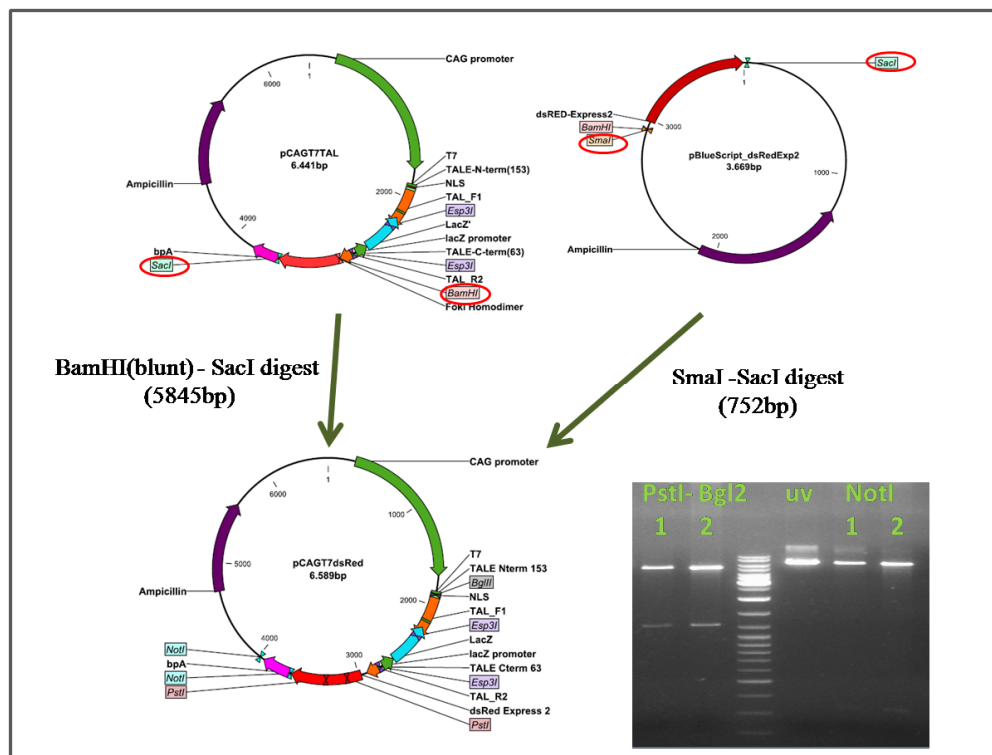 CAG promoter
6000
1
pCAGT7TAL
6.441bp
Ampicillin
4000
2000
T7
TALE-N-term(153)
NLS
TAL_F1
Esp3I
LacZ'
lacZ promoter
TALE-C-term(63)
Esp3I
TAL_R2
BamHI
FokI Homodimer
bpA
SacI
SacI
1
dsRED-Express2
BamHI
SmaI
3000
pBlueScript_dsRedExp2
3.669bp
1000
2000
Ampicillin
BamHI(blunt) - SacI digest
(5845bp)
SmaI -SacI digest
(752bp)
CAG promoter
1
6000
1000
pCAGT7dsRed
6.589bp
5000
Ampicillin
2000
4000
3000
T7
TALE Nterm 153
BglII
NLS
TAL_F1
Esp3I
LacZ
lacZ promoter
TALE Cterm 63
Esp3I
TAL_R2
dsRed Express 2
PstI
NotI
bpA
NotI
PstI
PstI- Bgl2 uv NotI
1 2 1 2